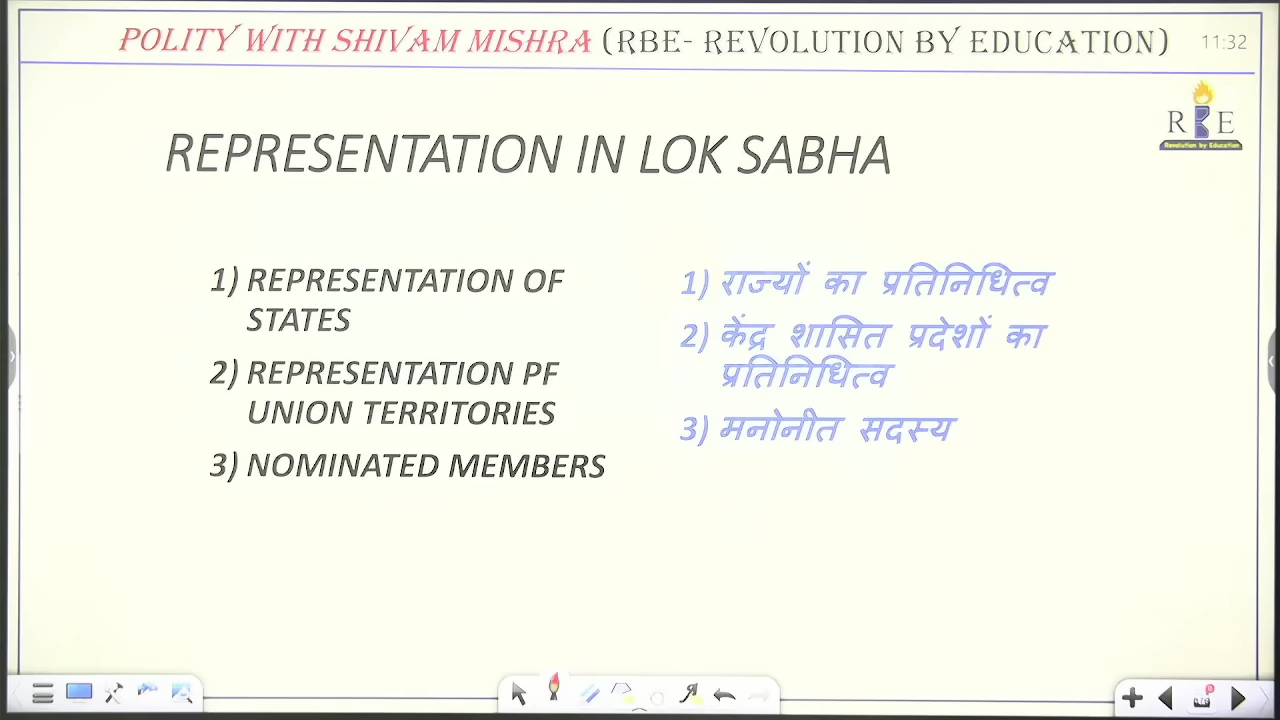 POLITY WITH SHIVAM MISHRA (RBE- REVOLUTION BY EDUCATION)
11:32
RBE
Revolution by Education
REPRESENTATION IN LOK SABHA
1) REPRESENTATION OF
STATES
2) REPRESENTATION PF
UNION TERRITORIES
3) NOMINATED MEMBERS
1) राज्यों का प्रतिनिधित्व
2) केंद्र शासित प्रदेशों का
प्रतिनिधित्व
3) मनोनीत सदस्य